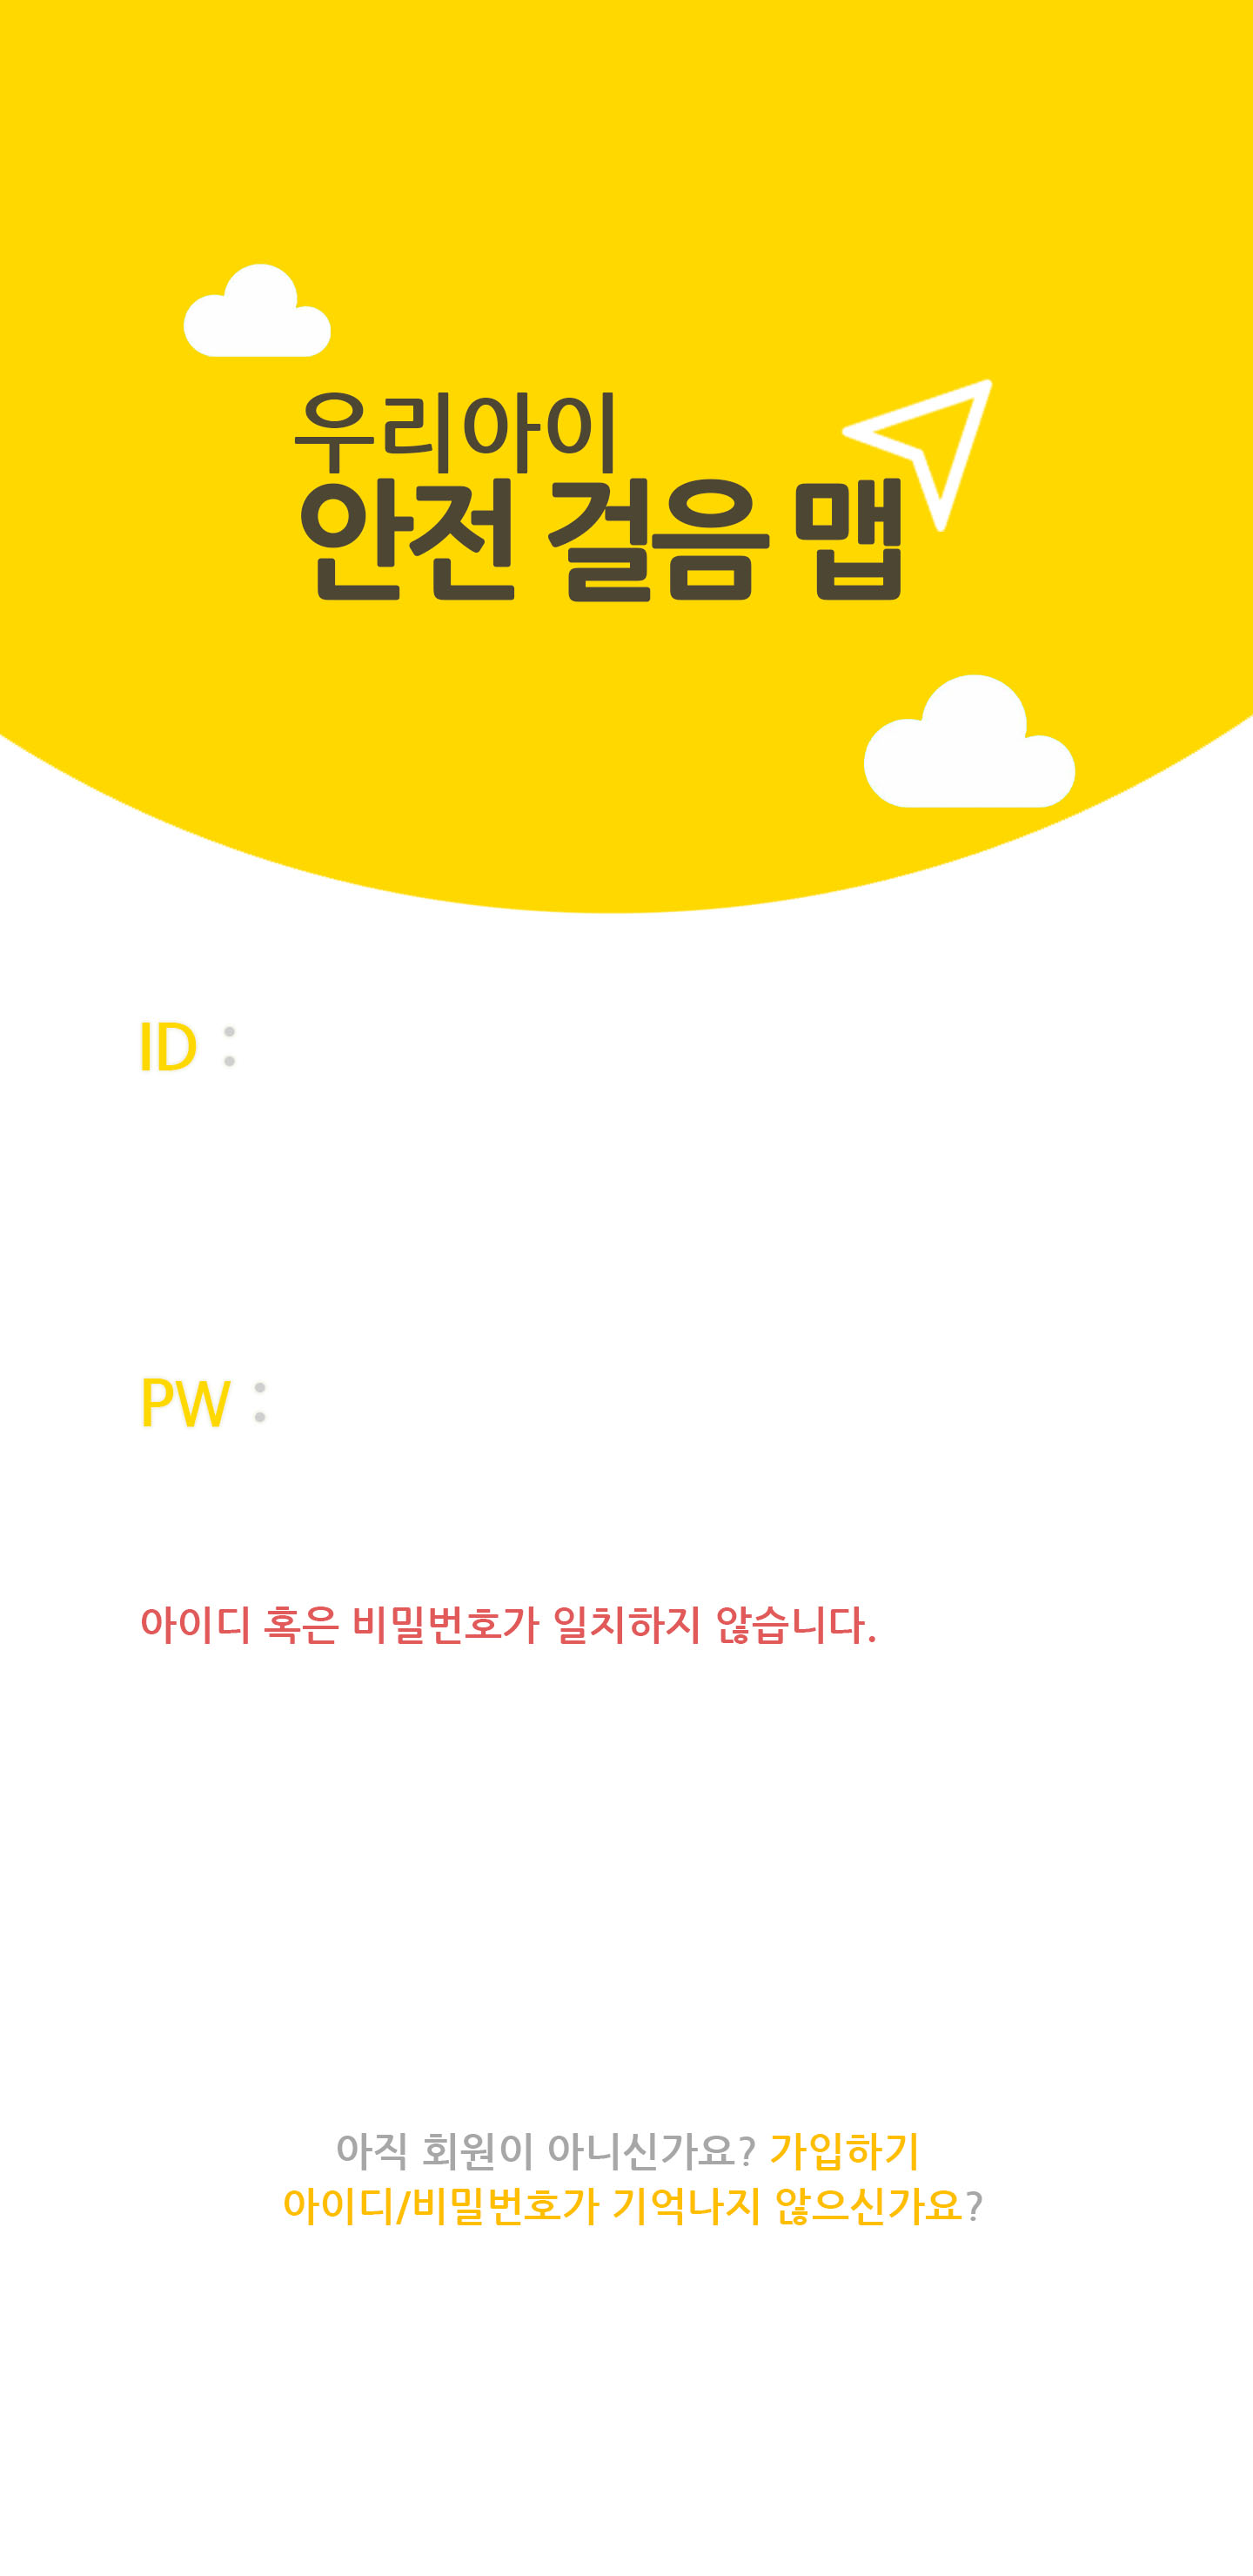 우리아이
안전 걸음 맵
ID :
PW :
아이디 혹은 비밀번호가 일치하지 않습니다.
아직 회원이 아니신가요? 가입하기
아이디/비밀번호가 기억나지 않으신가요?